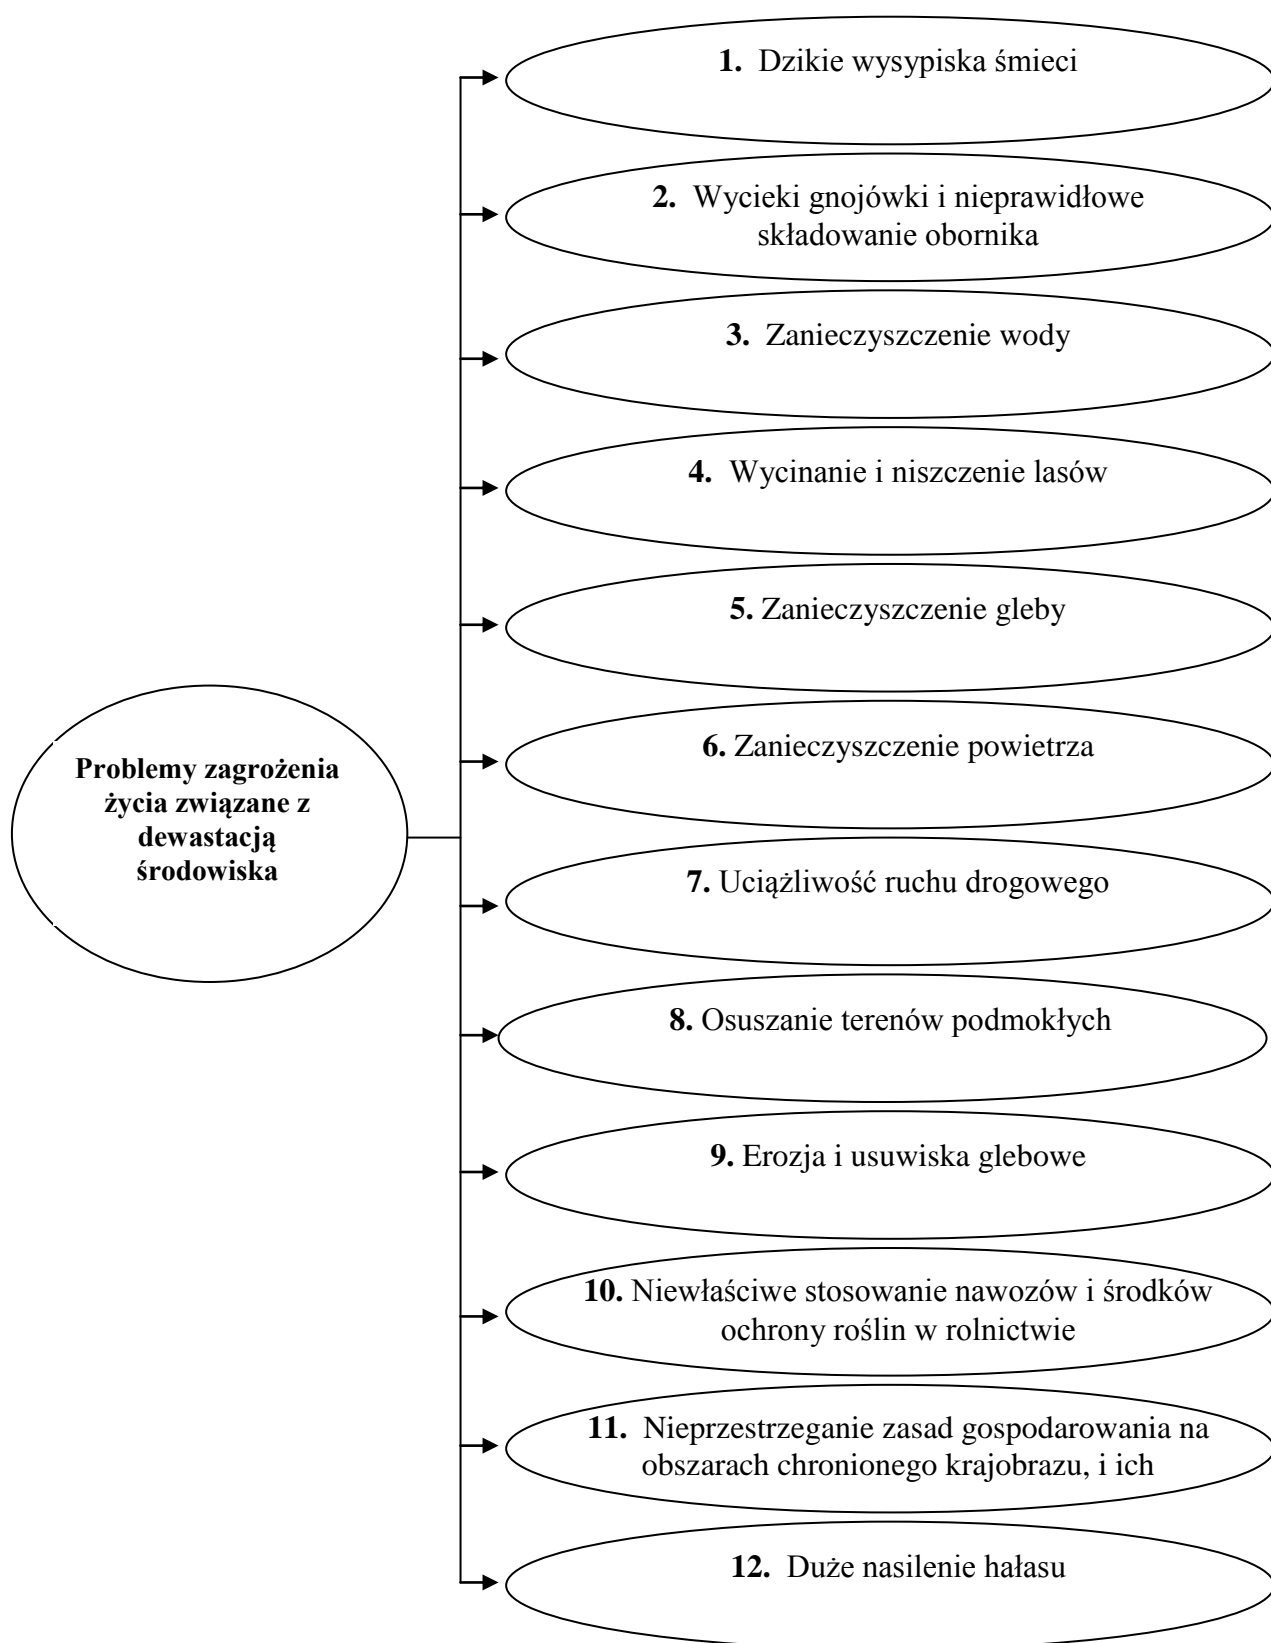 1. Dzikie wysypiska śmieci
2. Wycieki gnojówki i nieprawidłowe
składowanie obornika
3. Zanieczyszczenie wody
4. Wycinanie i niszczenie lasów
5. Zanieczyszczenie gleby
6. Zanieczyszczenie powietrza
Problemy zagrożenia
życia związane z
dewastacją
środowiska
7. Uciążliwość ruchu drogowego
8. Osuszanie terenów podmokłych
9. Erozja i usuwiska glebowe
10. Niewłaściwe stosowanie nawozów i środków
ochrony roślin w rolnictwie
11. Nieprzestrzeganie zasad gospodarowania na
obszarach chronionego krajobrazu, i ich
12. Duże nasilenie hałasu